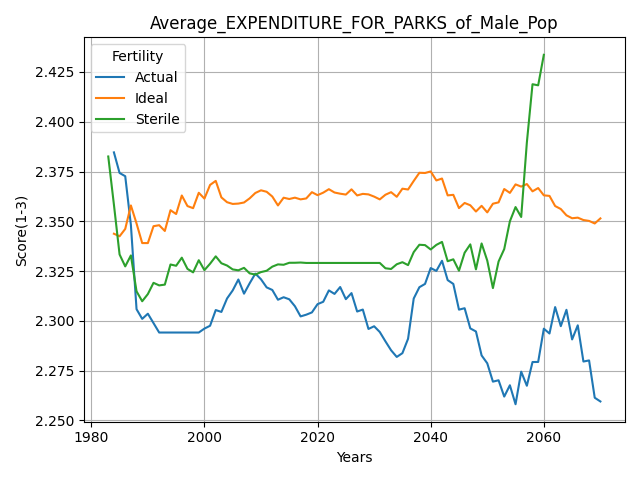 Average_EXPENDITURE_FOR_PARKS_of_Male_Pop
Fertility
Actual
Ideal
Sterile
Score(1-3)
2.425
2.400
2.375
2.350
2.325
2.300
2.275
2.250
1980 2000 2020 2040 2060
Years